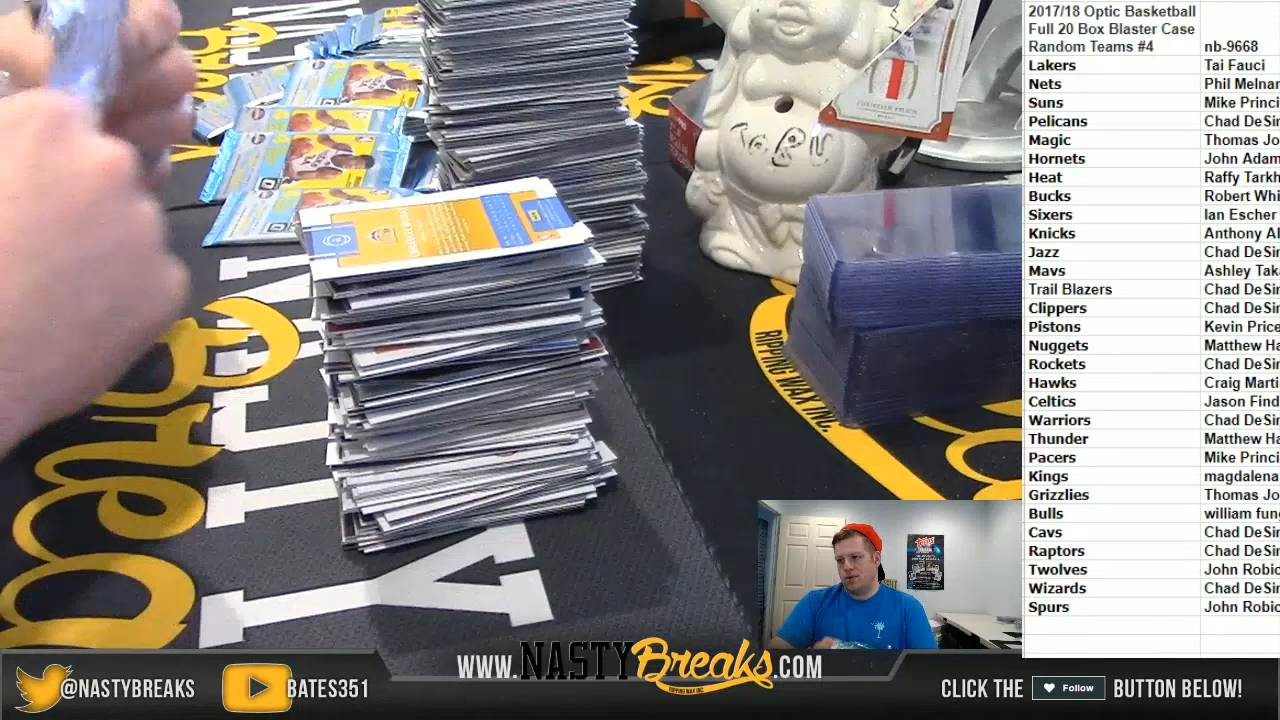 2017/18 Optic Basketball
Full 20 Box Blaster Case
Random Teams #4 nb-9668
Lakers Tai Fauci
Nets Phil Melnar
Suns Mike Princi
Pelicans Chad DeSir
Magic Thomas Jo
Hornets John Adam
Heat Raffy Tarkh
Bucks Robert Whi
Sixers Ian Escher
Knicks Anthony Al
Jazz Chad DeSir
Mavs Ashley Tak
Trail Blazers Chad DeSir
Clippers Chad DeSir
Pistons Kevin Price
Nuggets Matthew Ha
Rockets Chad DeSir
Hawks Craig Marti
Celtics Jason Find
Warriors Chad DeSir
Thunder Matthew Ha
Pacers Mike Princi
Kings magdalena
Grizzlies Thomas Jo
Bulls william fung
Cavs Chad DeSir
Raptors Chad DeSir
Twolves John Robic
Wizards Chad DeSir
Spurs John Robic
ToBu
RIPPING WAX INC.
Topps
@NASTYBREAKS
BATES351
WWW.NASTYBreaks.COM
RIPPING WAX INC.
CLICK THE Follow BUTTON BELOW!